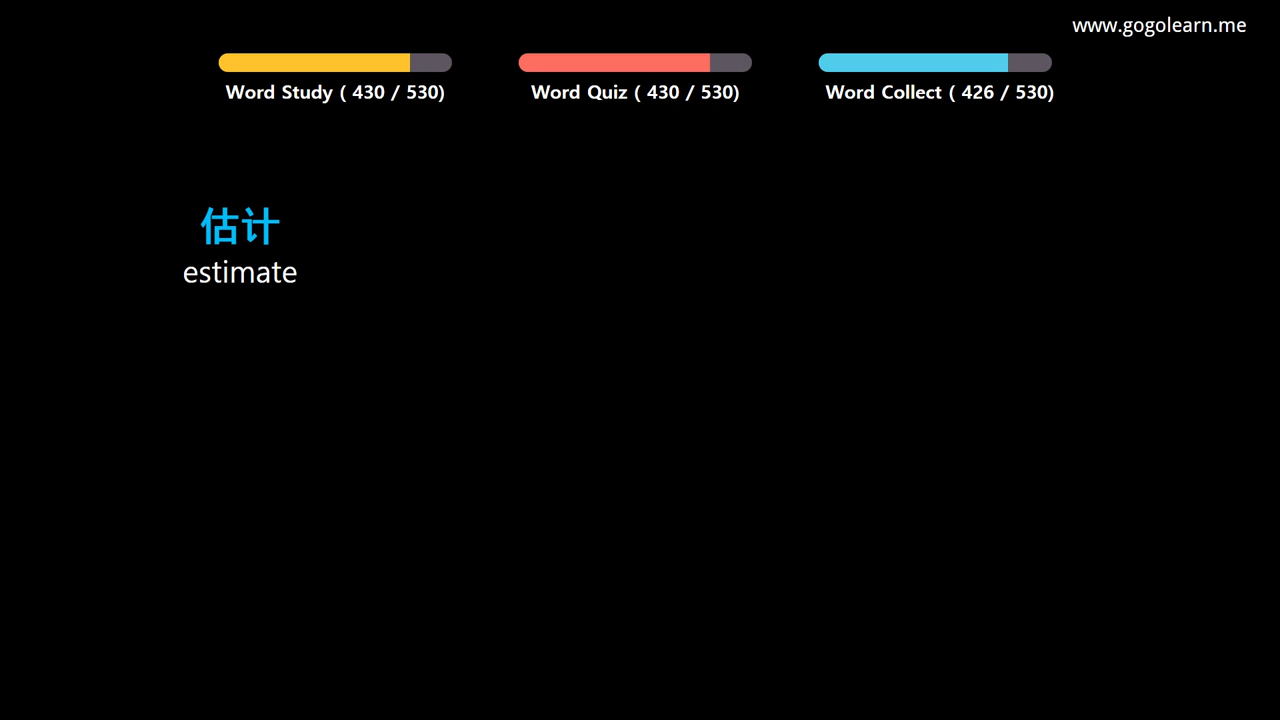 www.gogolearn.me
Word Study ( 430 / 530)
Word Quiz ( 430 / 530)
Word Collect ( 426 / 530)
估计
estimate